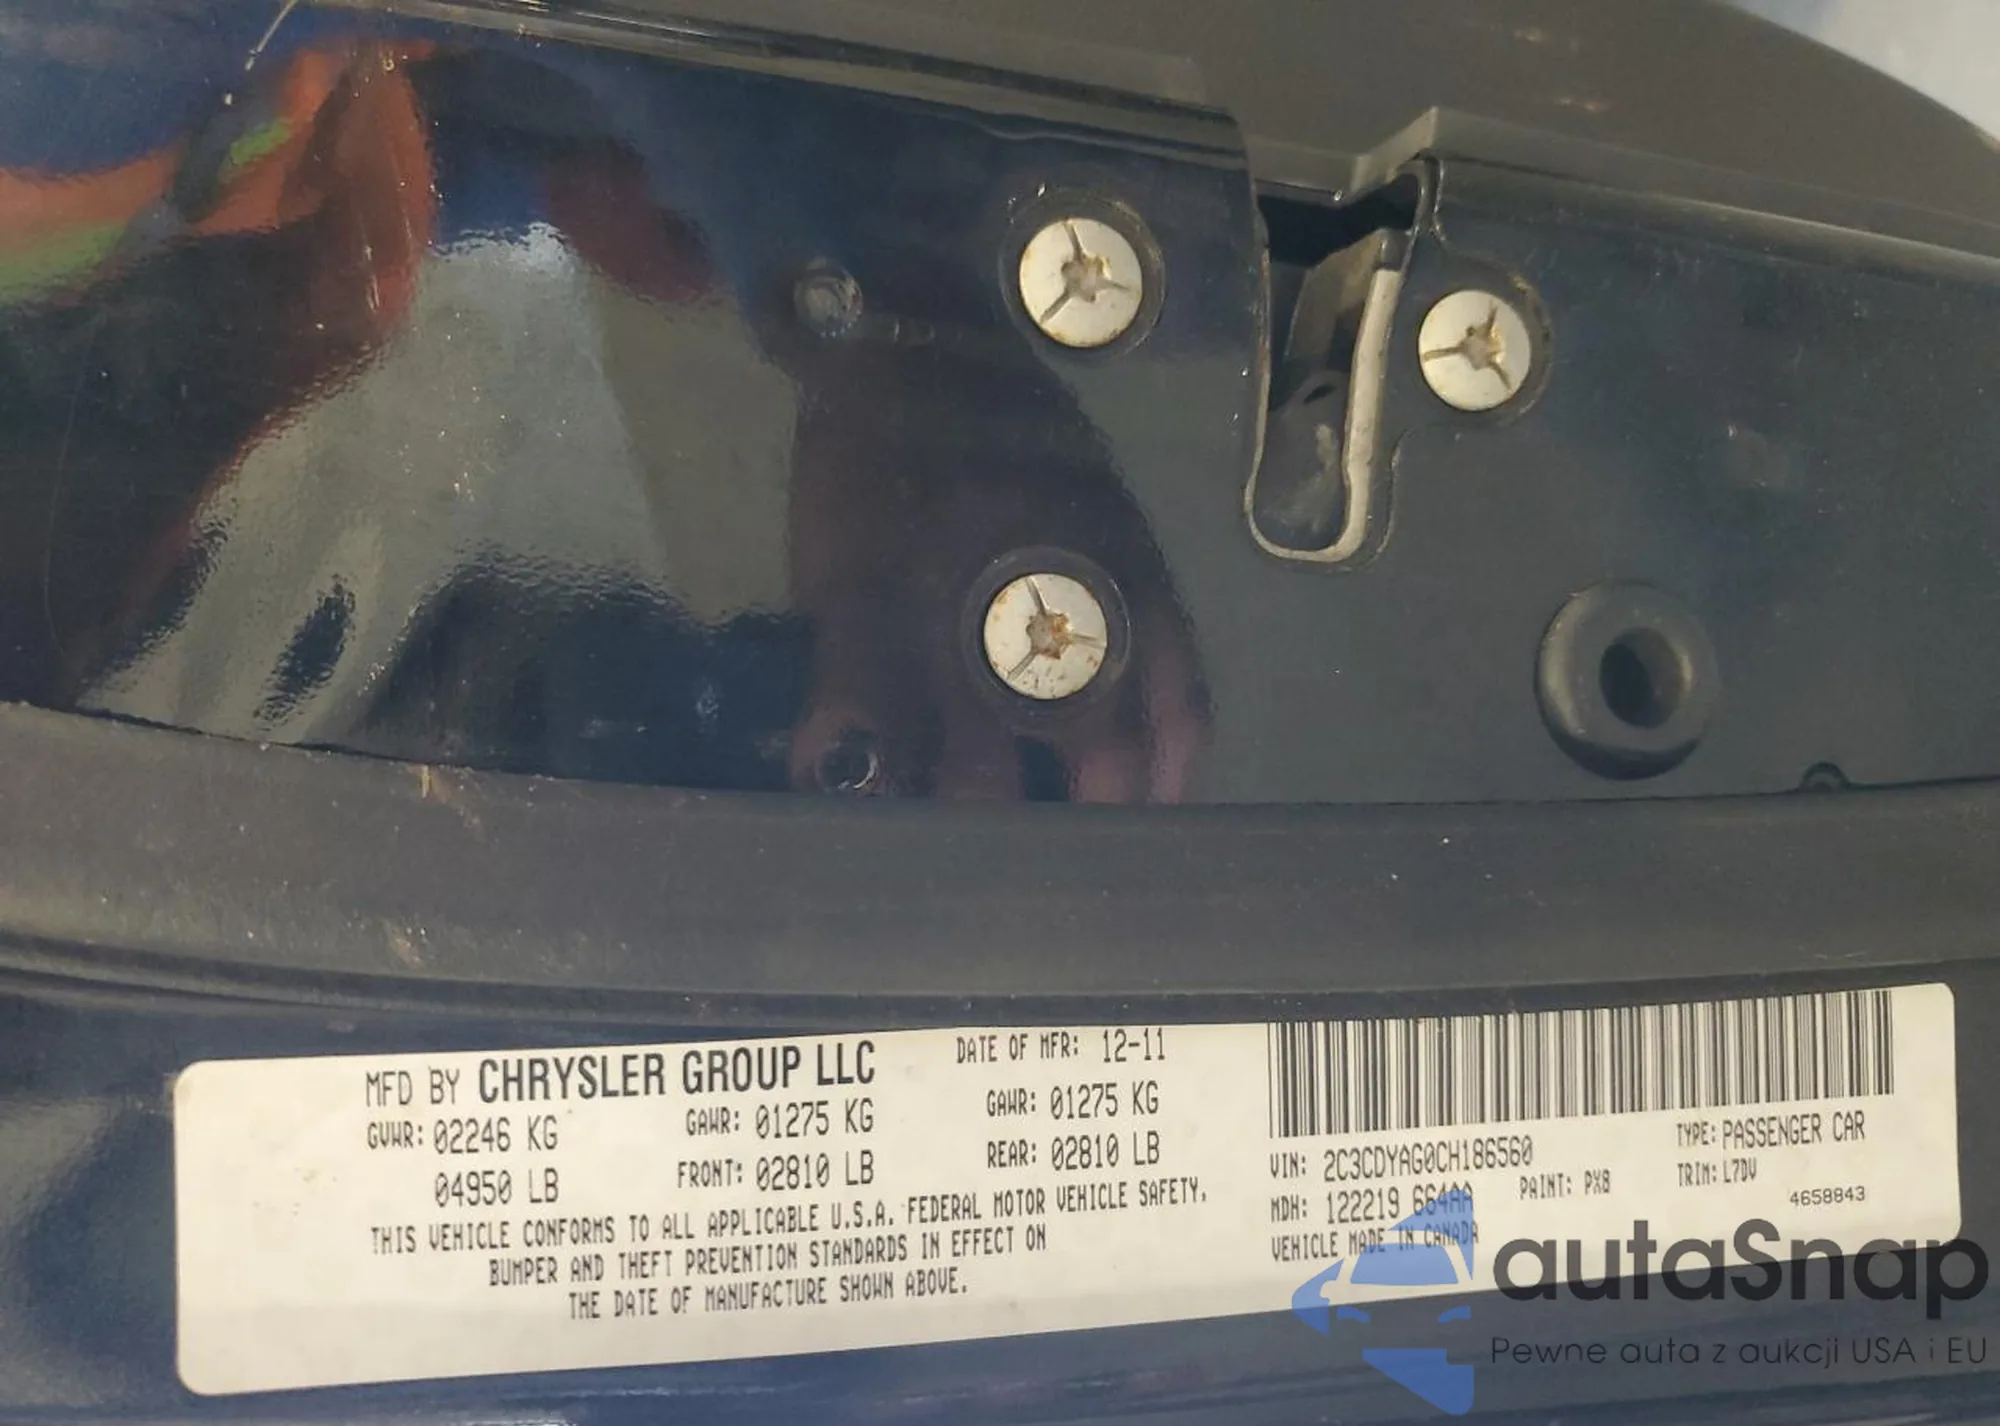 MFD BY CHRYSLER GROUP LLC DATE OF MFR: 12-11
GVWR: 02246 KG GAWR: 01275 KG GAWR: 01275 KG
04950 LB FRONT: 02810 LB REAR: 02810 LB
THIS VEHICLE CONFORMS TO ALL APPLICABLE U.S.A. FEDERAL MOTOR VEHICLE SAFETY,
BUMPER AND THEFT PREVENTION STANDARDS IN EFFECT ON
THE DATE OF MANUFACTURE SHOWN ABOVE.
VIN: 2C3CDYAG0CH186560 TYPE: PASSENGER CAR
MDH: 122219 664AA PAINT: PX8 TRIM: L7DV
VEHICLE MADE IN CANADA 4658843
autaSnap
Pewne auta z aukcji USA i EU